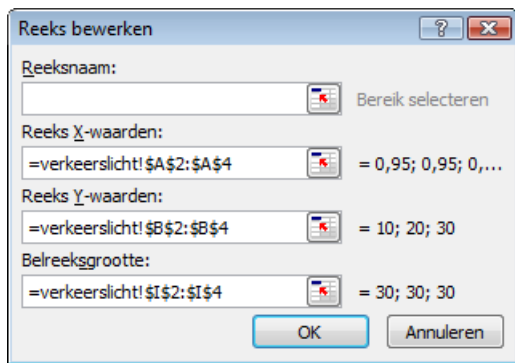 Reeks bewerken
Reeksnaam:
Bereik selecteren
Reeks X-waarden:
=verkeerslicht!$A$2:$A$4 = 0,95; 0,95; 0,...
Reeks Y-waarden:
=verkeerslicht!$B$2:$B$4 = 10; 20; 30
Belreeksgrootte:
=verkeerslicht!$I$2:$I$4 = 30; 30; 30
OK Annuleren